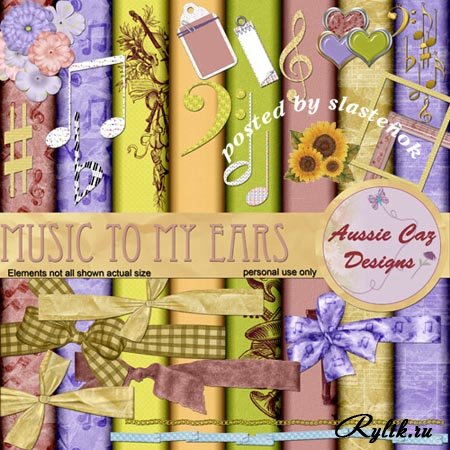 posted by slastenok
MUSIC TO MY EARS
Elements not all shown actual size
personal use only
Aussie Caz
Designs
Rylik.ru